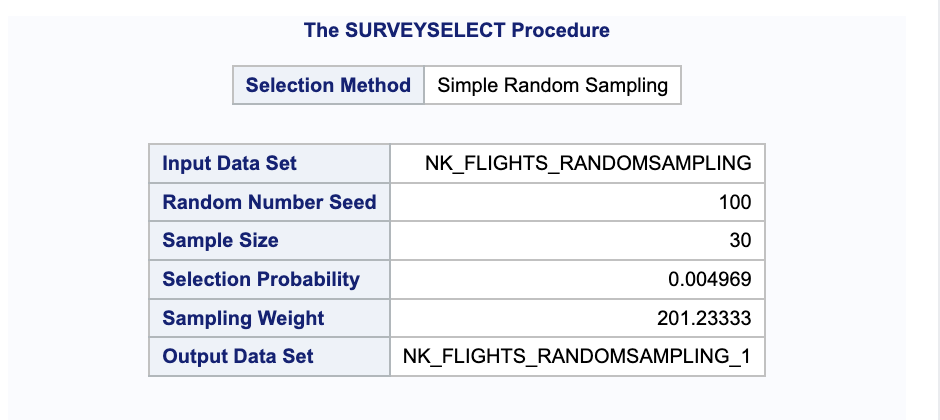 The SURVEYSELECT Procedure
Selection Method Simple Random Sampling
Input Data Set NK_FLIGHTS_RANDOMSAMPLING
Random Number Seed 100
Sample Size 30
Selection Probability 0.004969
Sampling Weight 201.23333
Output Data Set NK_FLIGHTS_RANDOMSAMPLING_1